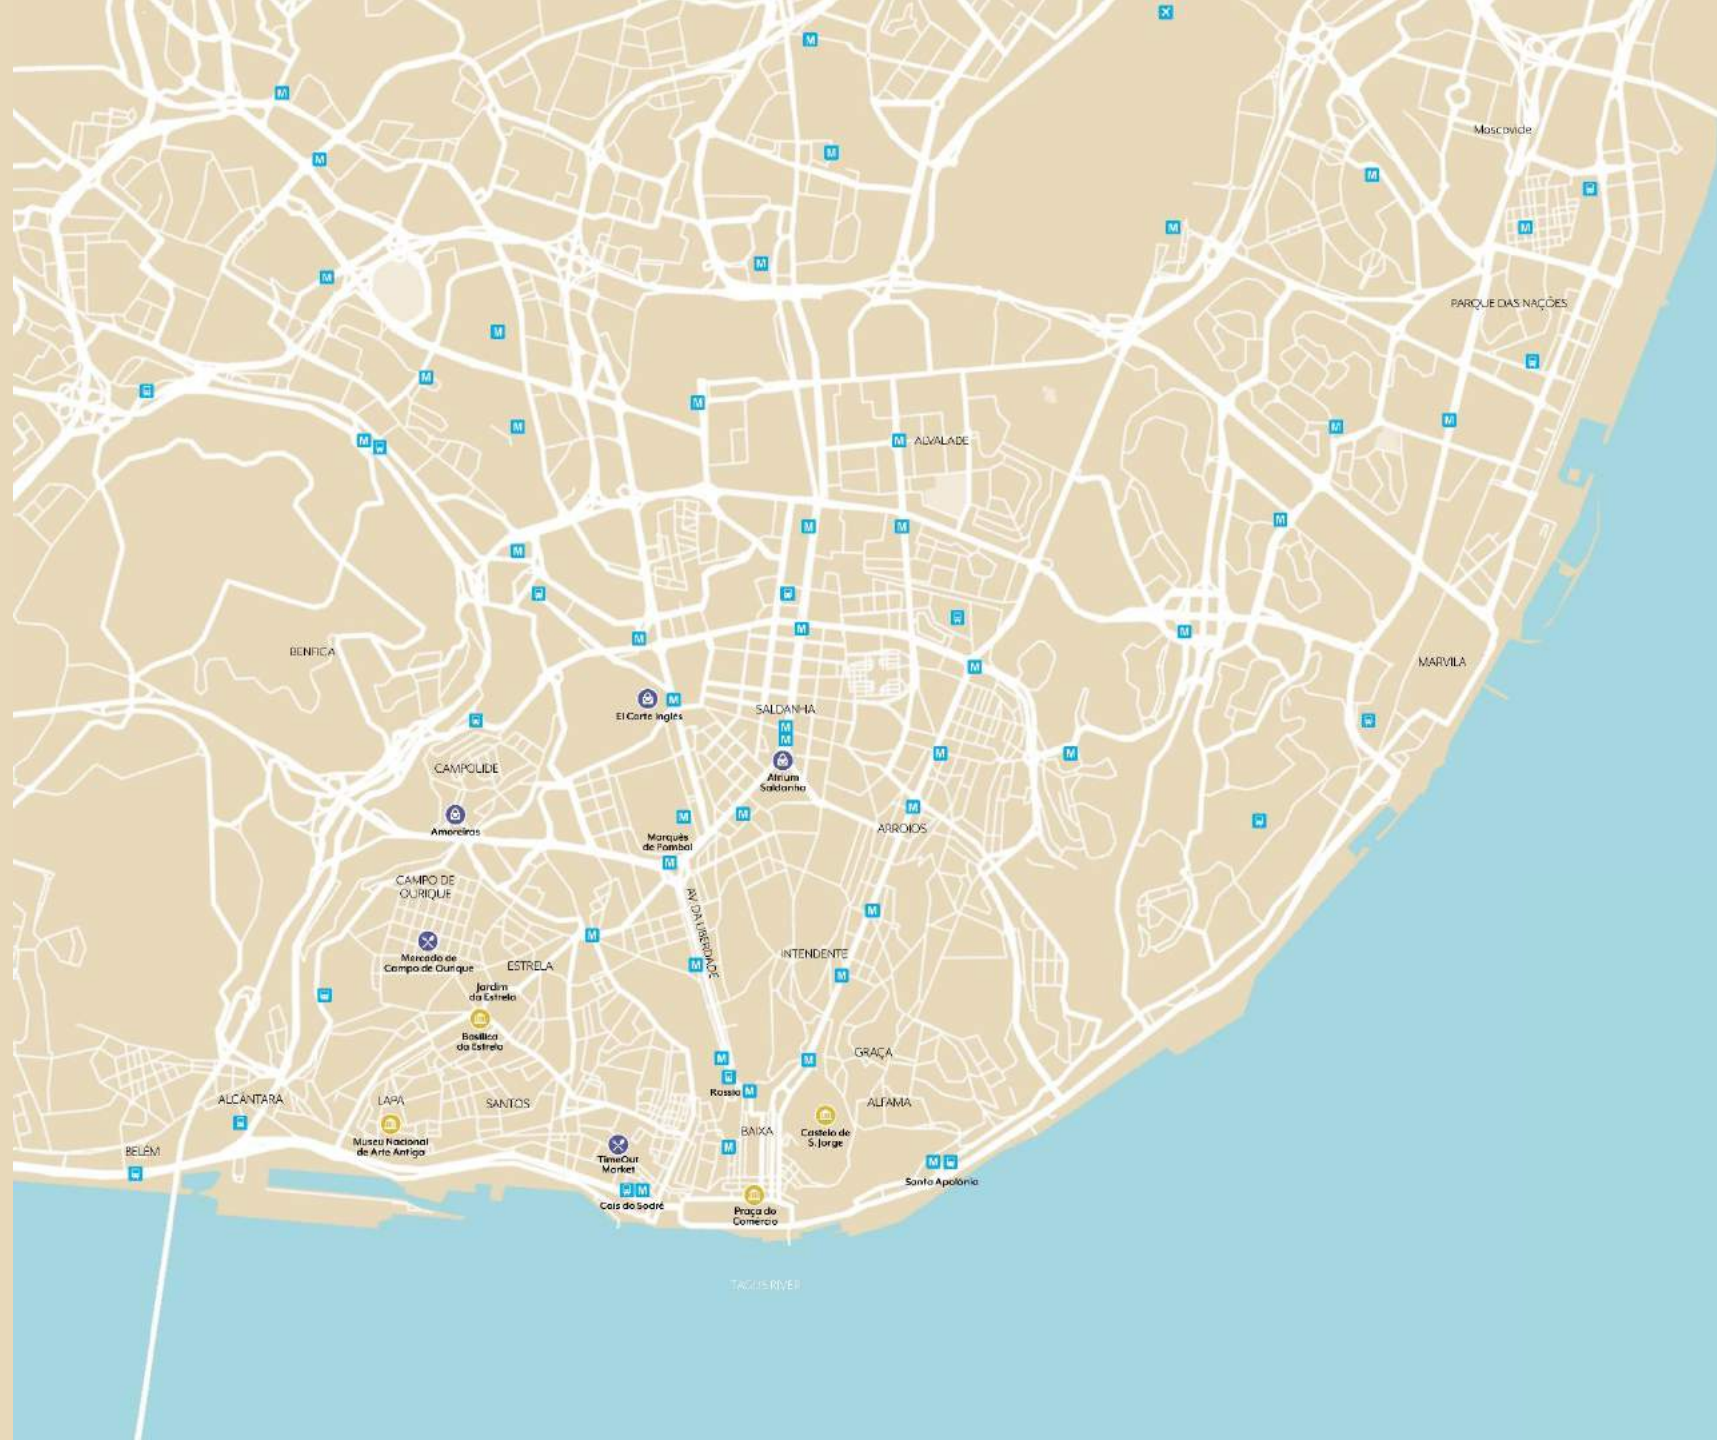 Moscavide
PARQUE DAS NAÇÕES
ALVALADE
BENFICA
MARVILA
El Corte Inglés
SALDANHA
CAMPOLIDE
Atrium
Saldanha
Amoreiras
Marquês
de Pombal
ARROIOS
CAMPO DE
OURIQUE
AV. DA LIBERDADE
Mercado de
Campo de Ourique
ESTRELA
INTENDENTE
Jardim
da Estrela
Basílica
da Estrela
GRAÇA
Rossio
ALCÂNTARA
LAPA
SANTOS
ALFAMA
Museu Nacional
de Arte Antiga
BAIXA
Castelo de
S. Jorge
BELÉM
TimeOut
Market
Santa Apolónia
Cais do Sodré
Praça do
Comércio
TAGUS RIVER